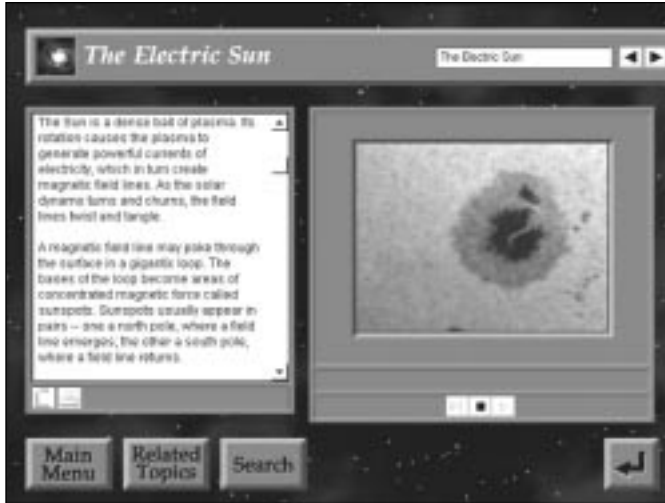 The Electric Sun
The Electric Sun
The Sun is a dense ball of plasma. Its
rotation causes the plasma to
generate powerful currents of
electricity, which in turn create
magnetic field lines. As the solar
dynamo turns and churns, the field
lines twist and tangle.
A magnetic field line may poke through
the surface in a gigantic loop. The
bases of the loop become areas of
concentrated magnetic force called
sunspots. Sunspots usually appear in
pairs -- one a north pole, where a field
line emerges, the other a south pole,
where a field line returns.
Main
Menu
Related
Topics
Search